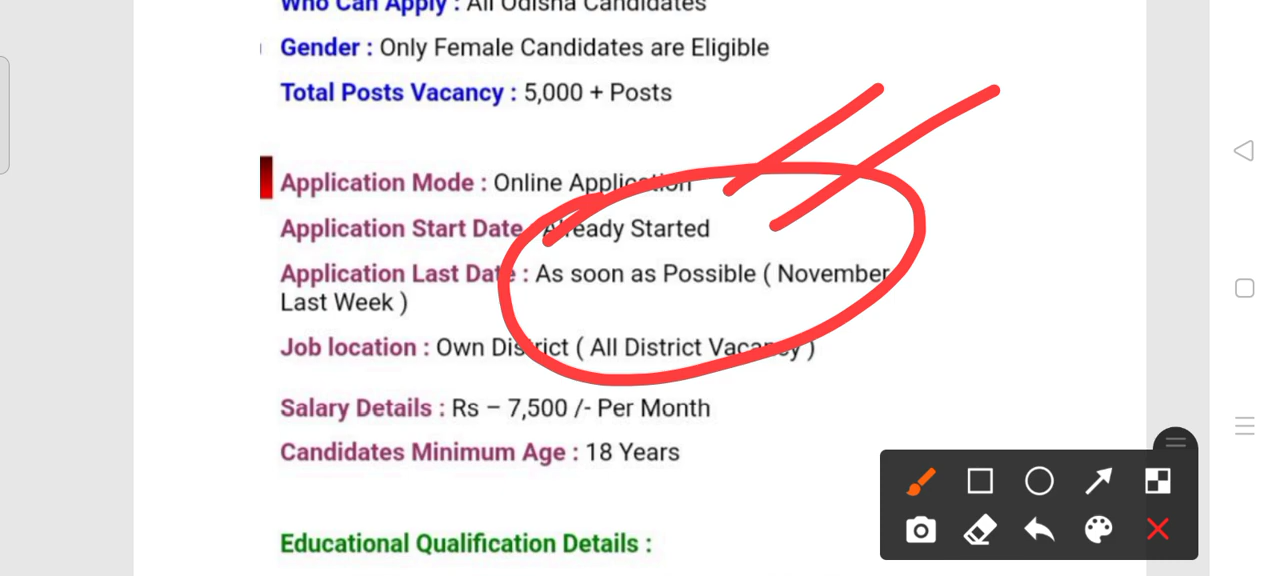 Who Can Apply : All Odisha Candidates
Gender : Only Female Candidates are Eligible
Total Posts Vacancy : 5,000 + Posts
Application Mode : Online Application
Application Start Date : Already Started
Application Last Date : As soon as Possible ( November
Last Week )
Job location : Own District ( All District Vacancy )
Salary Details : Rs – 7,500 /- Per Month
Candidates Minimum Age : 18 Years
Educational Qualification Details :